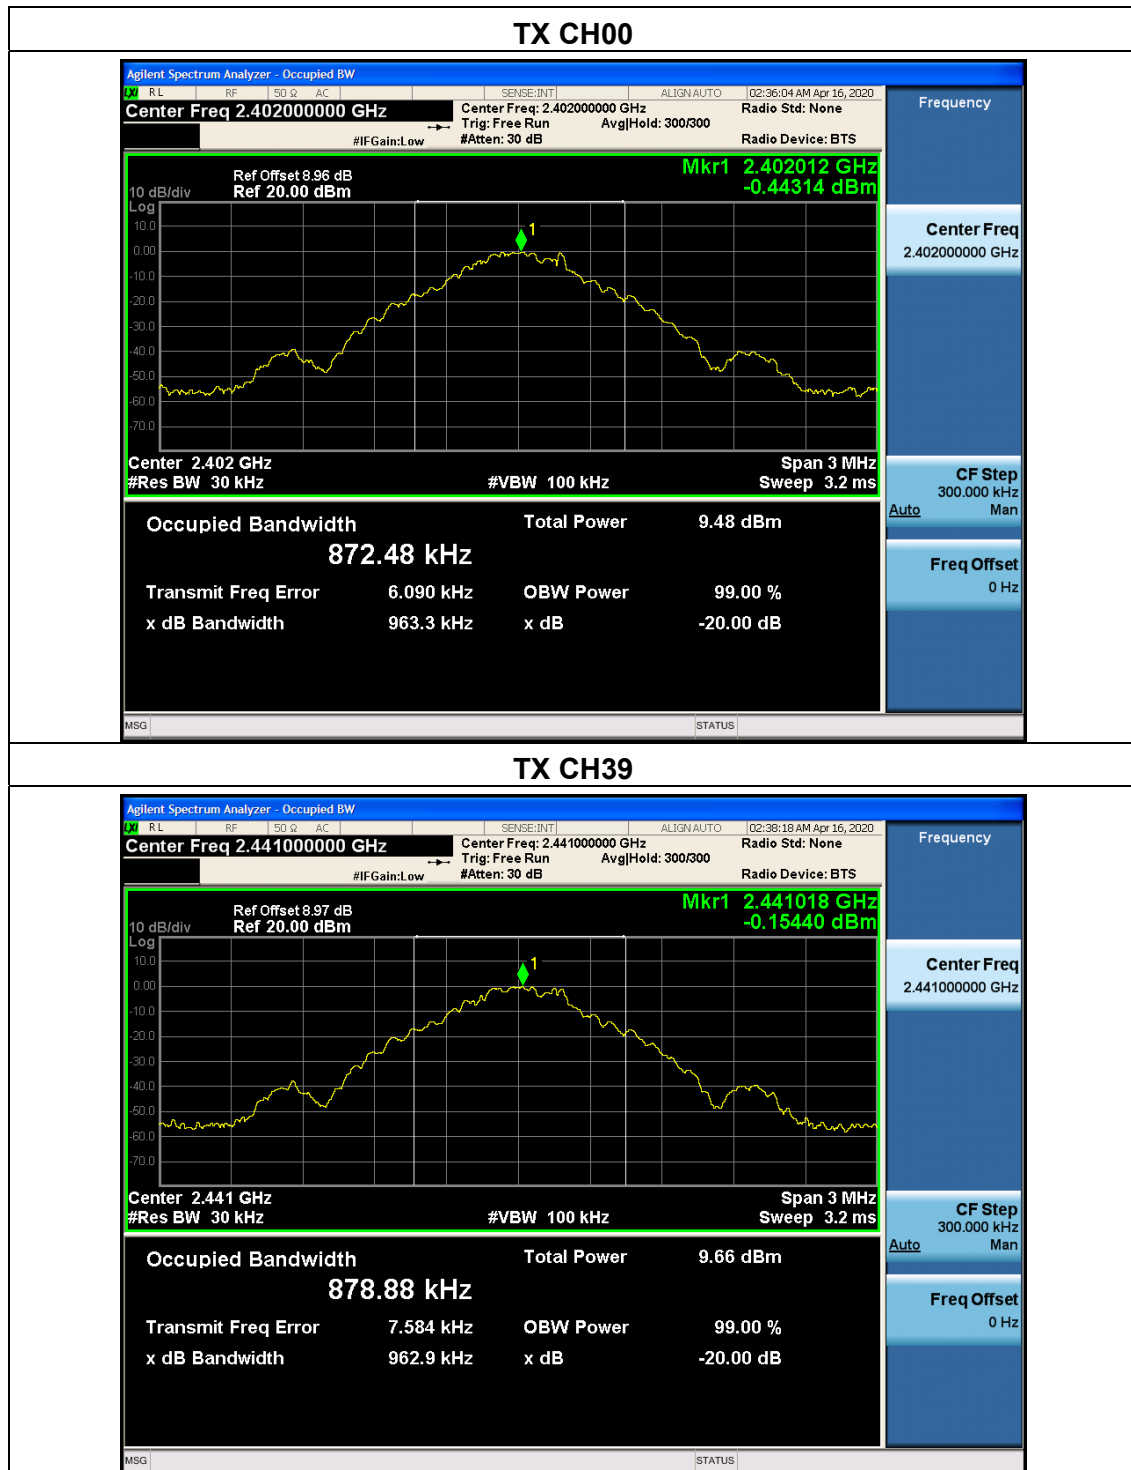 TX CH00
Agilent Spectrum Analyzer - Occupied BW
LXI RL RF 50 Ω AC SENSE:INT ALIGN AUTO 02:36:04 AM Apr 16, 2020
Center Freq 2.402000000 GHz
Center Freq: 2.402000000 GHz Radio Std: None
Trig: Free Run Avg|Hold: 300/300
#IFGain:Low #Atten: 30 dB Radio Device: BTS
Frequency
Mkr1 2.402012 GHz
-0.44314 dBm
Ref Offset 8.96 dB
10 dB/div Ref 20.00 dBm
Log
10.0
0.00
-10.0
-20.0
-30.0
-40.0
-50.0
-60.0
-70.0
1
Center 2.402 GHz Span 3 MHz
#Res BW 30 kHz #VBW 100 kHz Sweep 3.2 ms
Occupied Bandwidth Total Power 9.48 dBm
872.48 kHz
Transmit Freq Error 6.090 kHz OBW Power 99.00 %
x dB Bandwidth 963.3 kHz x dB -20.00 dB
Center Freq
2.402000000 GHz
CF Step
300.000 kHz
Auto Man
Freq Offset
0 Hz
MSG STATUS
TX CH39
Agilent Spectrum Analyzer - Occupied BW
LXI RL RF 50 Ω AC SENSE:INT ALIGN AUTO 02:38:18 AM Apr 16, 2020
Center Freq 2.441000000 GHz
Center Freq: 2.441000000 GHz Radio Std: None
Trig: Free Run Avg|Hold: 300/300
#IFGain:Low #Atten: 30 dB Radio Device: BTS
Frequency
Mkr1 2.441018 GHz
-0.15440 dBm
Ref Offset 8.97 dB
10 dB/div Ref 20.00 dBm
Log
10.0
0.00
-10.0
-20.0
-30.0
-40.0
-50.0
-60.0
-70.0
1
Center 2.441 GHz Span 3 MHz
#Res BW 30 kHz #VBW 100 kHz Sweep 3.2 ms
Occupied Bandwidth Total Power 9.66 dBm
878.88 kHz
Transmit Freq Error 7.584 kHz OBW Power 99.00 %
x dB Bandwidth 962.9 kHz x dB -20.00 dB
Center Freq
2.441000000 GHz
CF Step
300.000 kHz
Auto Man
Freq Offset
0 Hz
MSG STATUS